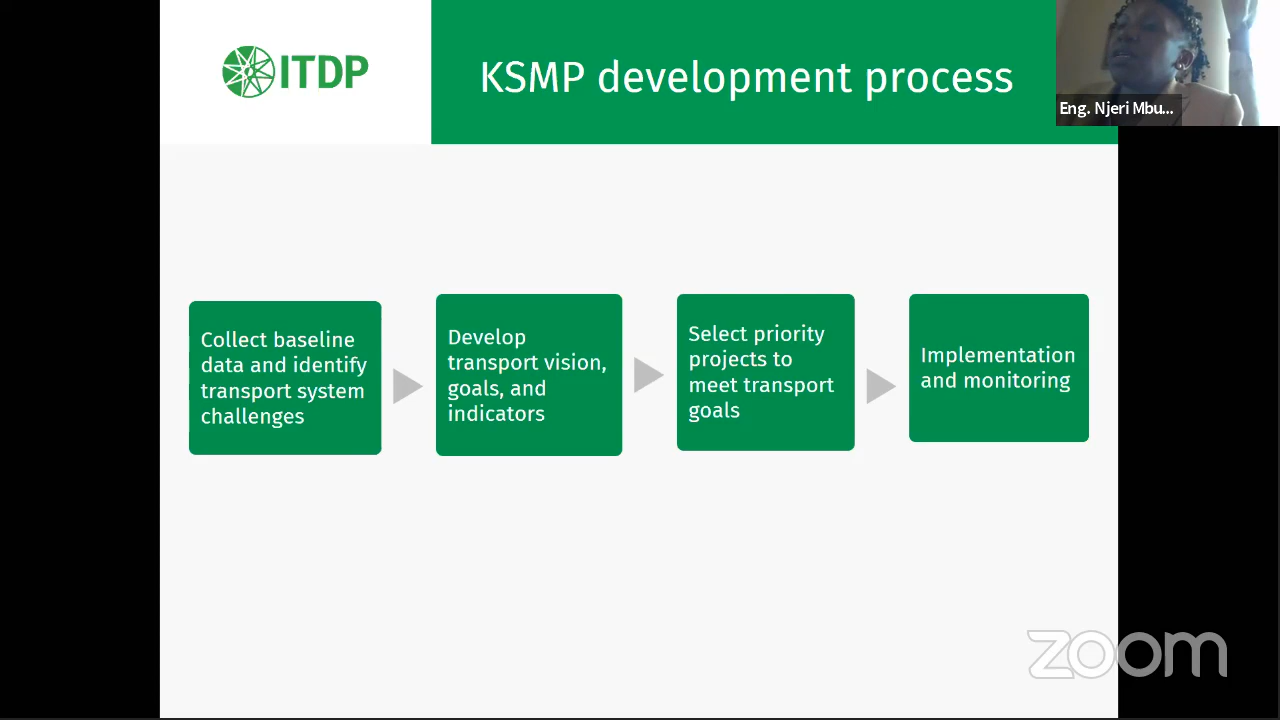 ITDP
KSMP development process
Eng. Njeri Mbu...
Collect baseline
data and identify
transport system
challenges
Develop
transport vision,
goals, and
indicators
Select priority
projects to
meet transport
goals
Implementation
and monitoring
zoom